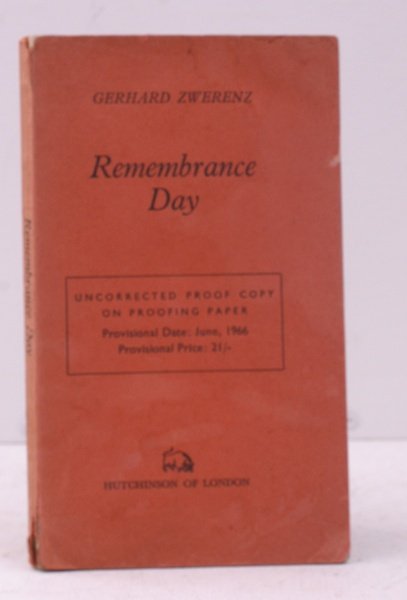 GERHARD ZWERENZ
Remembrance
Day
UNCORRECTED PROOF COPY
ON PROOFING PAPER
Provisional Date: June, 1966
Provisional Price: 21/-
HUTCHINSON OF LONDON
Remembrance Day